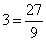 3 = 27/9